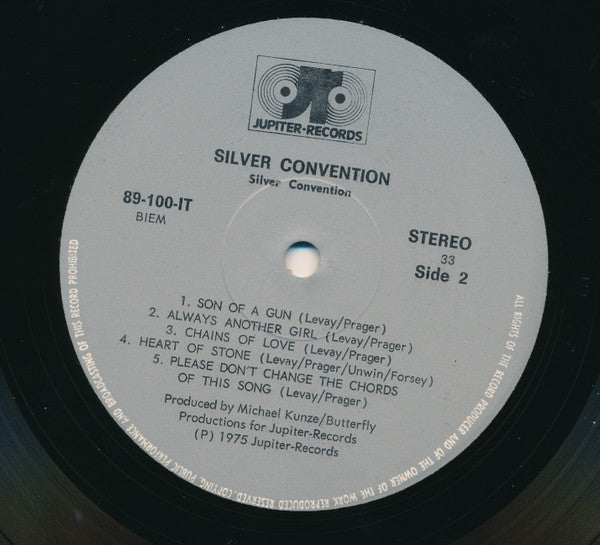 JUPITER-RECORDS
SILVER CONVENTION
Silver Convention
89-100-IT
BIEM
STEREO
33
Side 2
1. SON OF A GUN (Levay/Prager)
2. ALWAYS ANOTHER GIRL (Levay/Prager)
3. CHAINS OF LOVE (Levay/Prager)
4. HEART OF STONE (Levay/Prager/Unwin/Forsey)
5. PLEASE DON'T CHANGE THE CHORDS
OF THIS SONG (Levay/Prager)
Produced by Michael Kunze/Butterfly
Productions for Jupiter-Records
(P) 1975 Jupiter-Records
ALL RIGHTS OF THE RECORD PRODUCER AND OF THE OWNER OF THE WORK REPRODUCED RESERVED COPYING, PUBLIC PERFORMANCE AND BROADCASTING OF THIS RECORD PROHIBITED